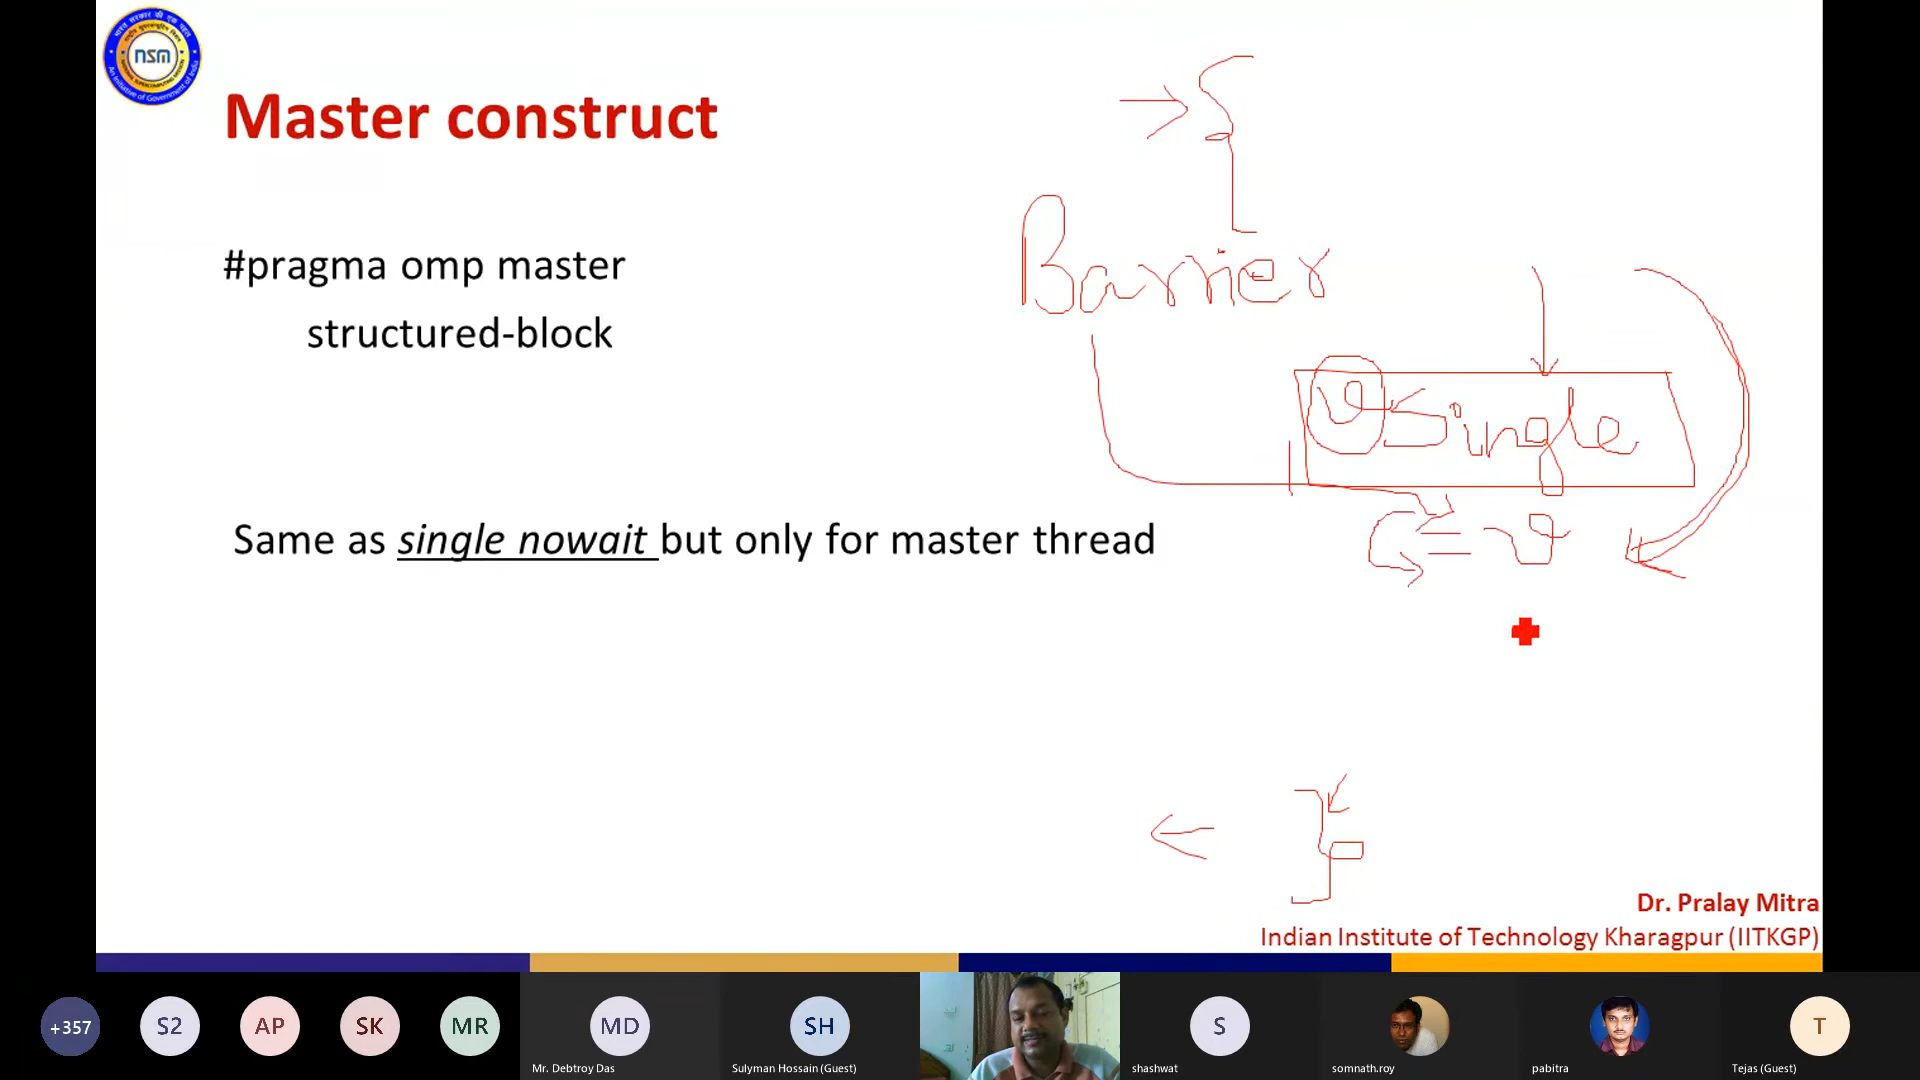 nsm
Master construct
#pragma omp master
structured-block
Barrier
Single
Same as single nowait but only for master thread
Dr. Pralay Mitra
Indian Institute of Technology Kharagpur (IITKGP)
+357
S2
AP
SK
MR
MD
Mr. Debtroy Das
SH
Sulyman Hossain (Guest)
S
shashwat
somnath.roy
pabitra
T
Tejas (Guest)